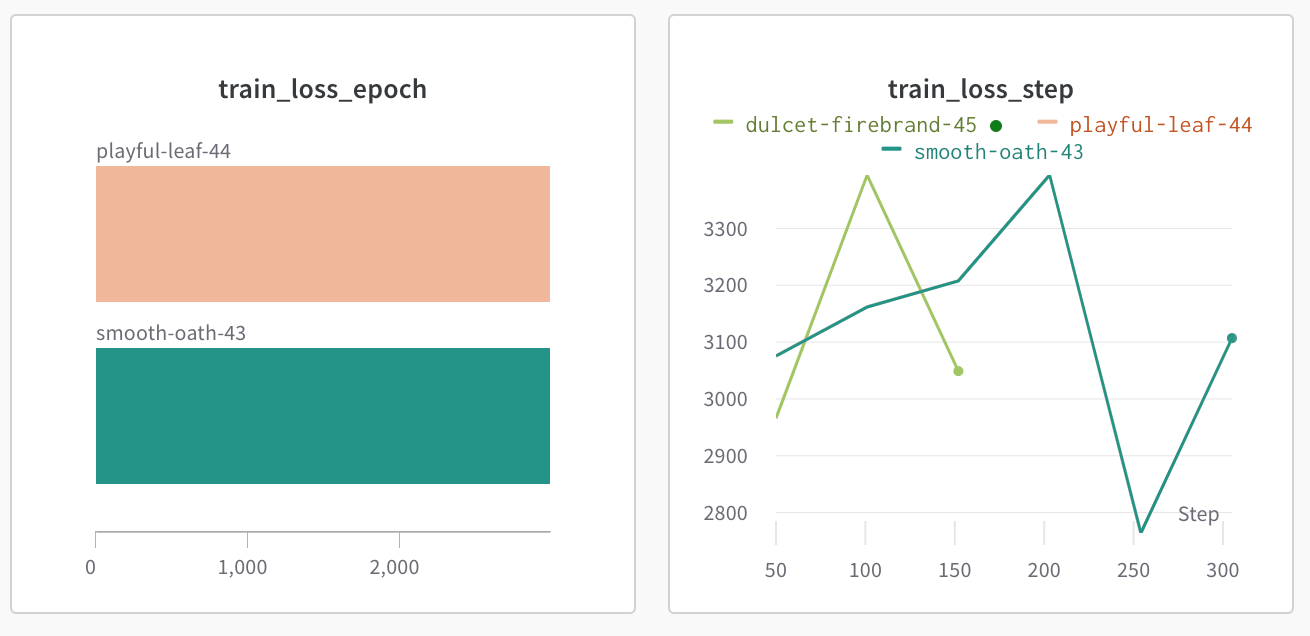 train_loss_epoch
playful-leaf-44
smooth-oath-43
0 1,000 2,000
train_loss_step
dulcet-firebrand-45 playful-leaf-44
smooth-oath-43
3300
3200
3100
3000
2900
2800
Step
50 100 150 200 250 300